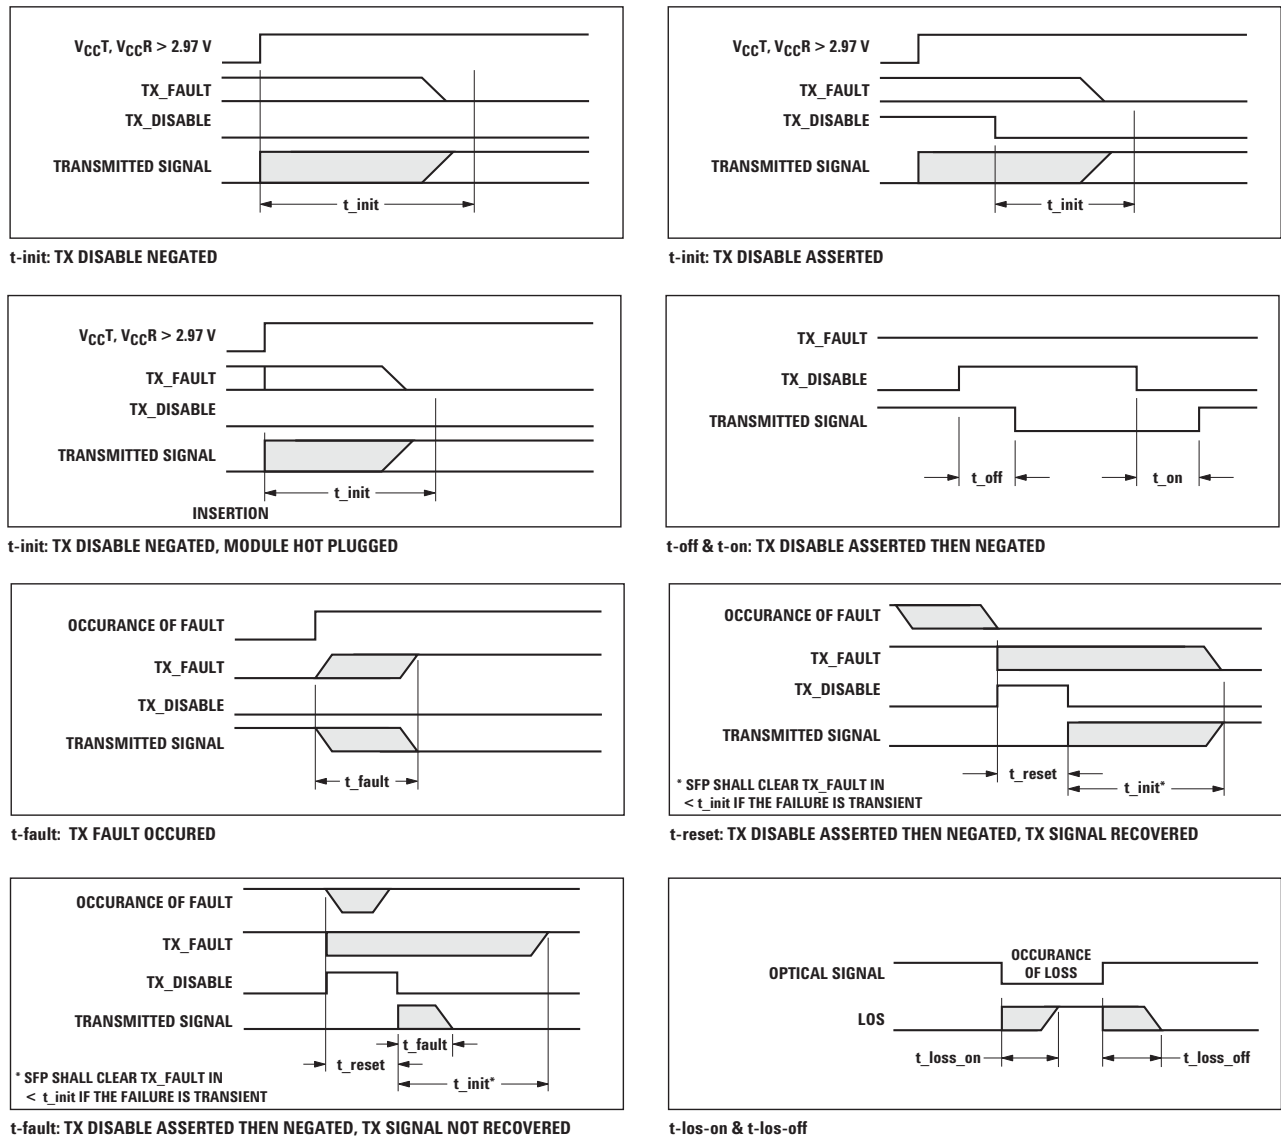 VCCT, VCCR > 2.97 V
TX_FAULT
TX_DISABLE
TRANSMITTED SIGNAL
t_init
t-init: TX DISABLE NEGATED
VCCT, VCCR > 2.97 V
TX_FAULT
TX_DISABLE
TRANSMITTED SIGNAL
t_init
t-init: TX DISABLE ASSERTED
VCCT, VCCR > 2.97 V
TX_FAULT
TX_DISABLE
TRANSMITTED SIGNAL
t_init
INSERTION
t-init: TX DISABLE NEGATED, MODULE HOT PLUGGED
TX_FAULT
TX_DISABLE
TRANSMITTED SIGNAL
t_off
t_on
t-off & t-on: TX DISABLE ASSERTED THEN NEGATED
OCCURANCE OF FAULT
TX_FAULT
TX_DISABLE
TRANSMITTED SIGNAL
t_fault
t-fault: TX FAULT OCCURED
OCCURANCE OF FAULT
TX_FAULT
TX_DISABLE
TRANSMITTED SIGNAL
t_reset
t_init*
* SFP SHALL CLEAR TX_FAULT IN
< t_init IF THE FAILURE IS TRANSIENT
t-reset: TX DISABLE ASSERTED THEN NEGATED, TX SIGNAL RECOVERED
OCCURANCE OF FAULT
TX_FAULT
TX_DISABLE
TRANSMITTED SIGNAL
t_fault
t_reset
t_init*
* SFP SHALL CLEAR TX_FAULT IN
< t_init IF THE FAILURE IS TRANSIENT
t-fault: TX DISABLE ASSERTED THEN NEGATED, TX SIGNAL NOT RECOVERED
OCCURANCE
OF LOSS
OPTICAL SIGNAL
LOS
t_loss_on
t_loss_off
t-los-on & t-los-off